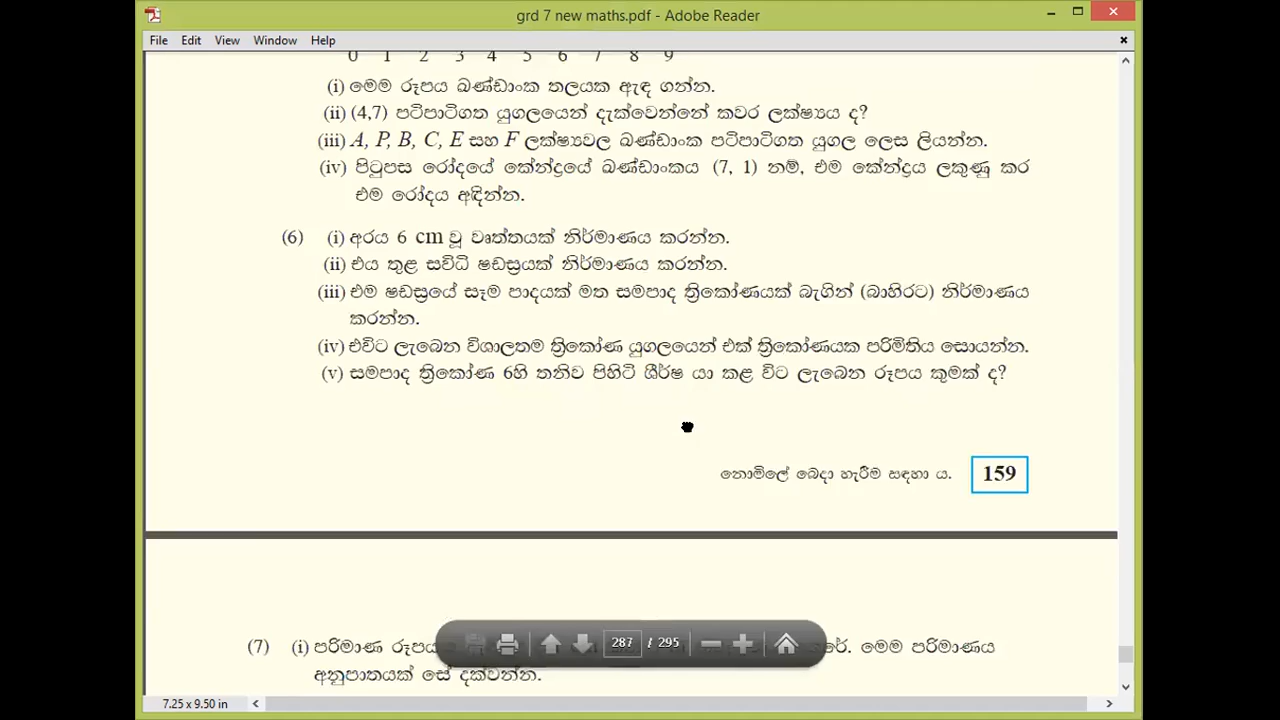 grd 7 new maths.pdf - Adobe Reader
File Edit View Window Help
0 1 2 3 4 5 6 7 8 9
(i) මෙම රූපය ඛණ්ඩාංක තලයක ඇඳ ගන්න.
(ii) (4,7) පටිපාටිගත යුගලයෙන් දැක්වෙන්නේ කවර ලක්ෂ්‍යය ද?
(iii) A, P, B, C, E සහ F ලක්ෂ්‍යවල ඛණ්ඩාංක පටිපාටිගත යුගල ලෙස ලියන්න.
(iv) පිටුපස රෝදයේ කේන්ද්‍රයේ ඛණ්ඩාංකය (7, 1) නම්, එම කේන්ද්‍රය ලකුණු කර
එම රෝදය අඳින්න.
(6) (i) අරය 6 cm වූ වෘත්තයක් නිර්මාණය කරන්න.
(ii) එය තුළ සවිධි ෂඩස්‍රයක් නිර්මාණය කරන්න.
(iii) එම ෂඩස්‍රයේ සෑම පාදයක් මත සමපාද ත්‍රිකෝණයක් බැගින් (බාහිරට) නිර්මාණය
කරන්න.
(iv) එවිට ලැබෙන විශාලතම ත්‍රිකෝණ යුගලයෙන් එක් ත්‍රිකෝණයක පරිමිතිය සොයන්න.
(v) සමපාද ත්‍රිකෝණ 6හි තනිව පිහිටි ශීර්ෂ යා කළ විට ලැබෙන රූපය කුමක් ද?
නොමිලේ බෙදා හැරීම සඳහා ය. 159
(7) (i) පරිමාණ රේ. මෙම පරිමාණය
287 / 295
අනුපාතයක් සේ දක්වන්න.
7.25 x 9.50 in